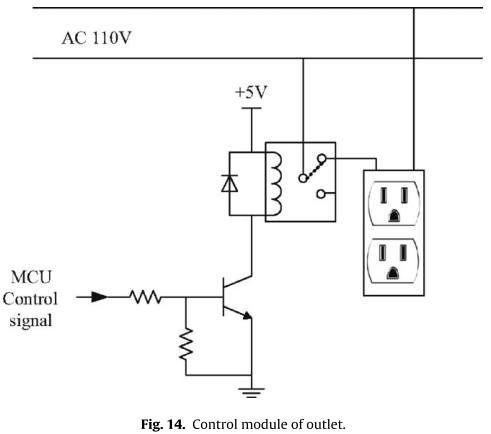 AC 110V
+5V
MCU
Control
signal
Fig. 14. Control module of outlet.